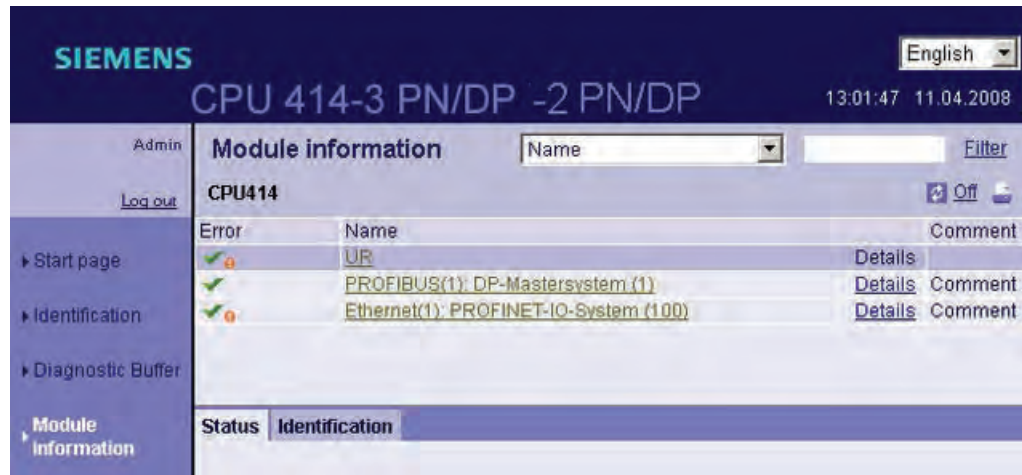 SIEMENS
English
CPU 414-3 PN/DP -2 PN/DP
13:01:47 11.04.2008
Admin
Module information
Name
Filter
Log out
CPU414
Off
Error Name Comment
UR Details
Start page
PROFIBUS(1): DP-Mastersystem (1) Details Comment
Ethernet(1): PROFINET-IO-System (100) Details Comment
Identification
Diagnostic Buffer
Module
Information
Status Identification